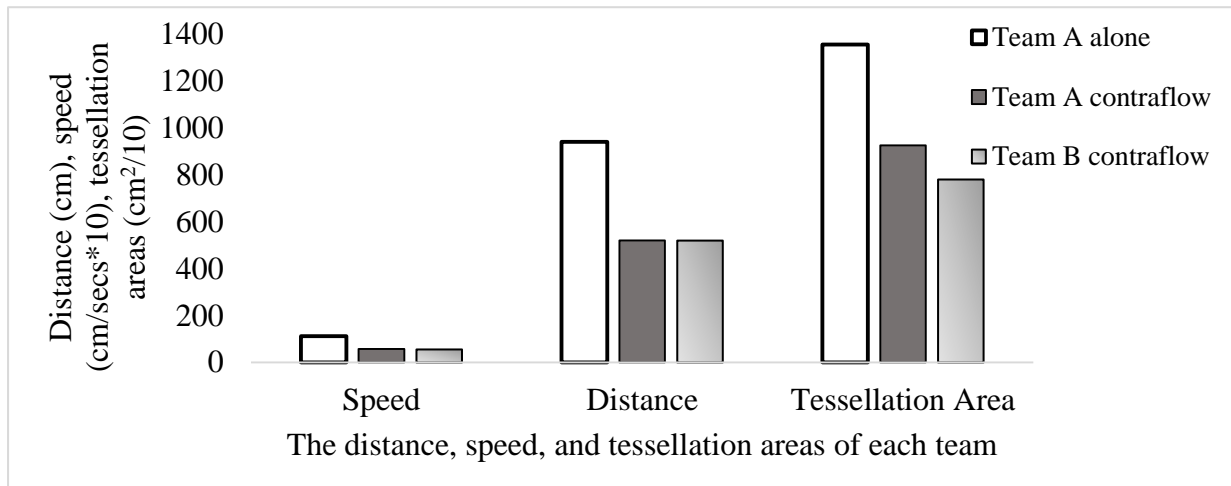 Distance (cm), speed
(cm/secs*10), tessellation
areas (cm²/10)
1400
1200
1000
800
600
400
200
0
Team A alone
Team A contraflow
Team B contraflow
Speed Distance Tessellation Area
The distance, speed, and tessellation areas of each team